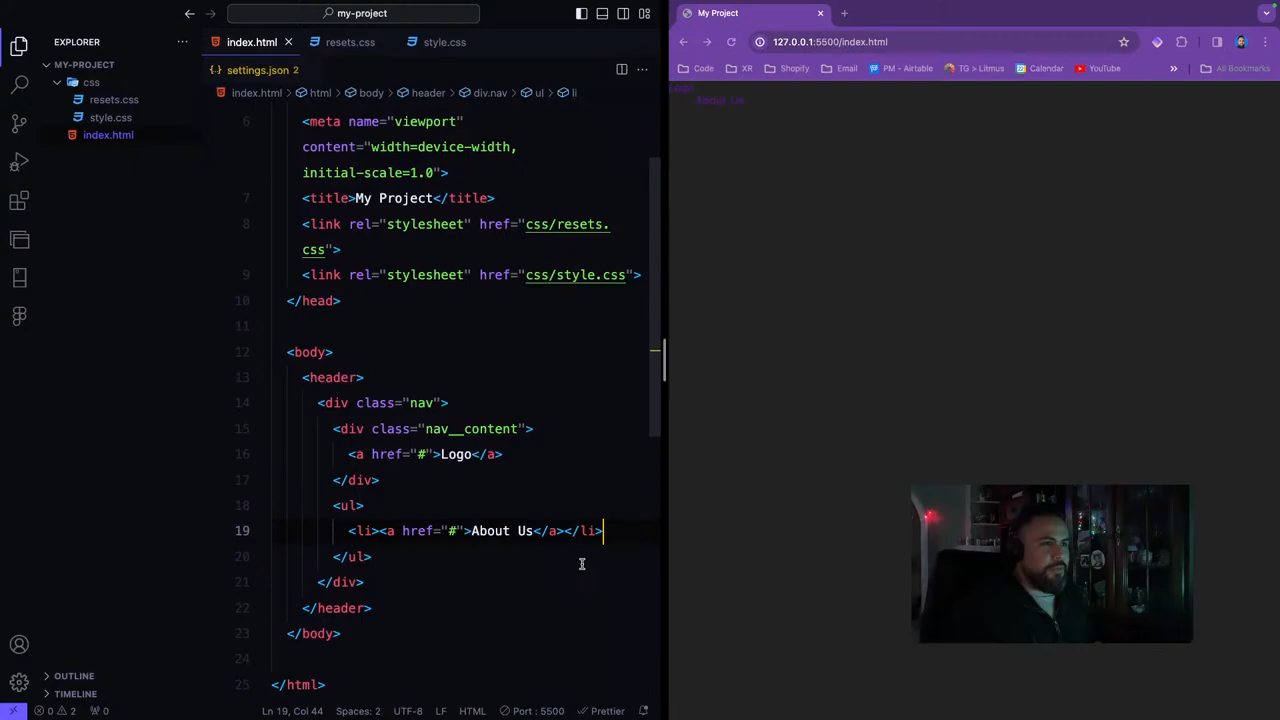 my-project
EXPLORER
MY-PROJECT
css
resets.css
style.css
index.html
OUTLINE
TIMELINE
index.html
resets.css
style.css
settings.json 2
index.html > html > body > header > div.nav > ul > li
6 <meta name="viewport"
content="width=device-width,
initial-scale=1.0">
7 <title>My Project</title>
8 <link rel="stylesheet" href="css/resets.
css">
9 <link rel="stylesheet" href="css/style.css">
10 </head>
11
12 <body>
13 <header>
14 <div class="nav">
15 <div class="nav__content">
16 <a href="#">Logo</a>
17 </div>
18 <ul>
19 <li><a href="#">About Us</a></li>
20 </ul>
21 </div>
22 </header>
23 </body>
24
25 </html>
0 2 0 Ln 19, Col 44 Spaces: 2 UTF-8 LF HTML Port : 5500 Prettier
My Project
127.0.0.1:5500/index.html
Code XR Shopify Email PM - Airtable TG > Litmus Calendar YouTube » All Bookmarks
Logo
About Us